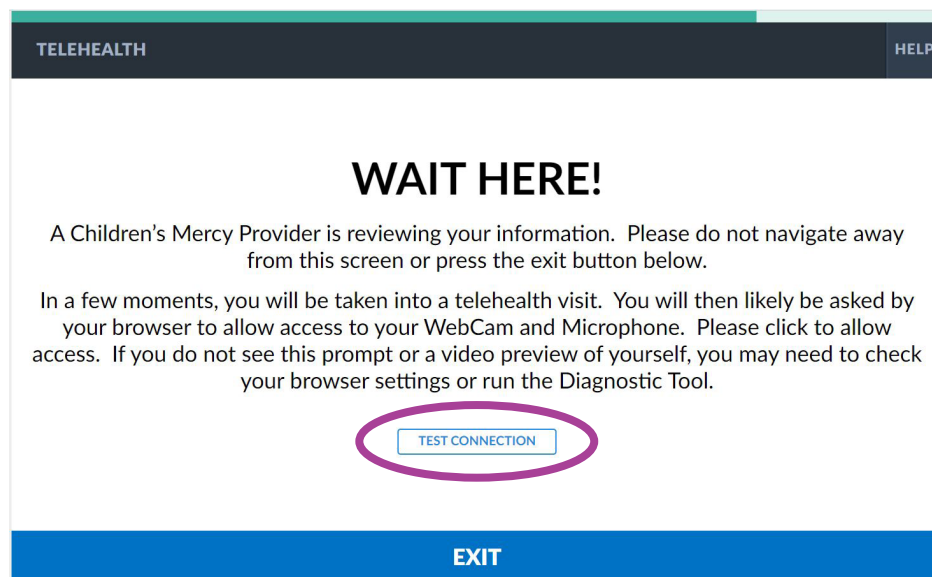 TELEHEALTH
HELP
WAIT HERE!
A Children’s Mercy Provider is reviewing your information.  Please do not navigate away
from this screen or press the exit button below.
In a few moments, you will be taken into a telehealth visit.  You will then likely be asked by
your browser to allow access to your WebCam and Microphone.  Please click to allow
access.  If you do not see this prompt or a video preview of yourself, you may need to check
your browser settings or run the Diagnostic Tool.
TEST CONNECTION
EXIT